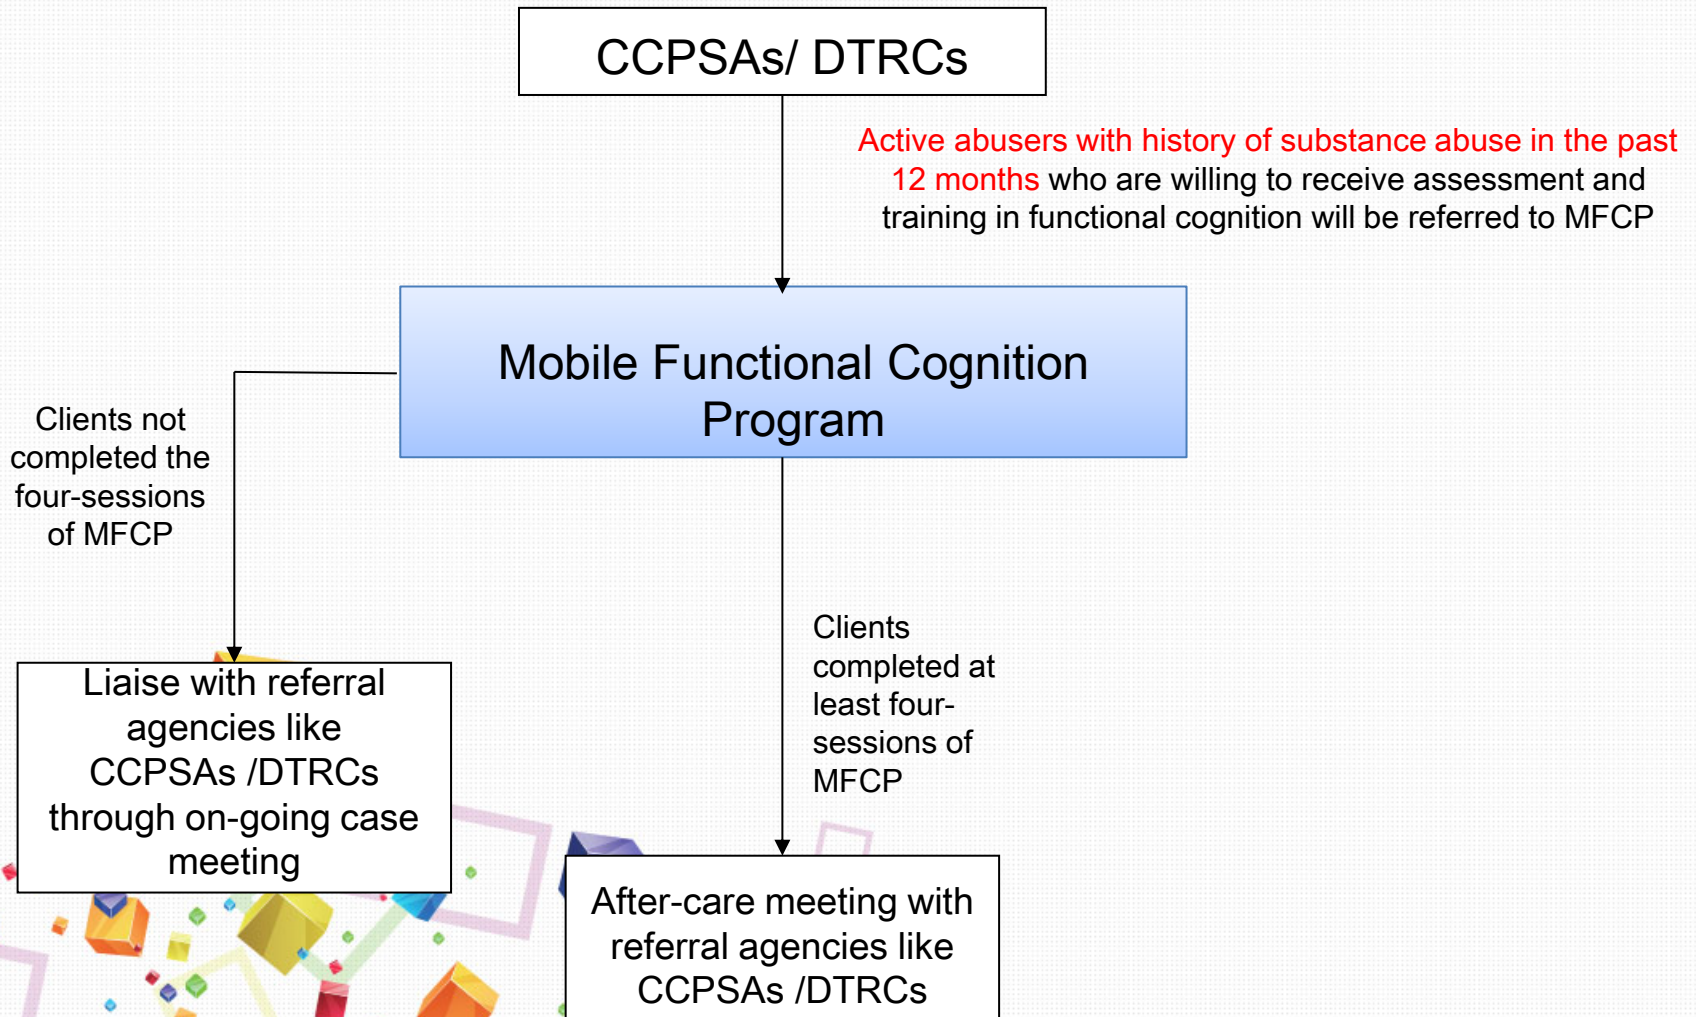 CCPSAs/ DTRCs
Active abusers with history of substance abuse in the past
12 months who are willing to receive assessment and
training in functional cognition will be referred to MFCP
Mobile Functional Cognition
Program
Clients not
completed the
four-sessions
of MFCP
Clients
completed at
least four-
sessions of
MFCP
Liaise with referral
agencies like
CCPSAs /DTRCs
through on-going case
meeting
After-care meeting with
referral agencies like
CCPSAs /DTRCs